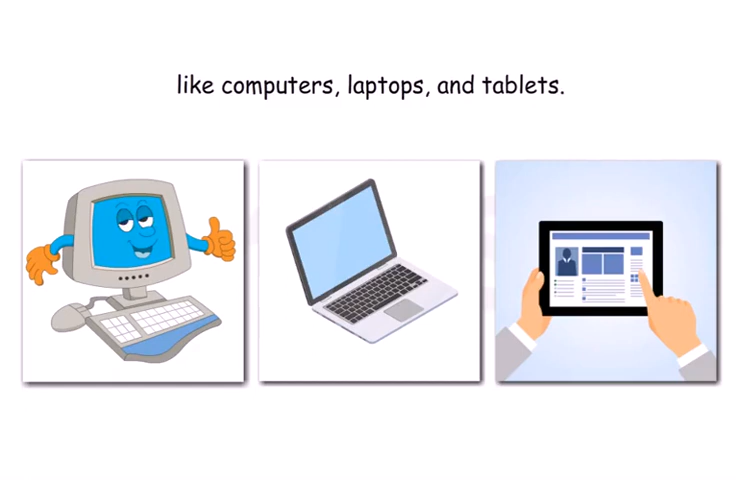 like computers, laptops, and tablets.